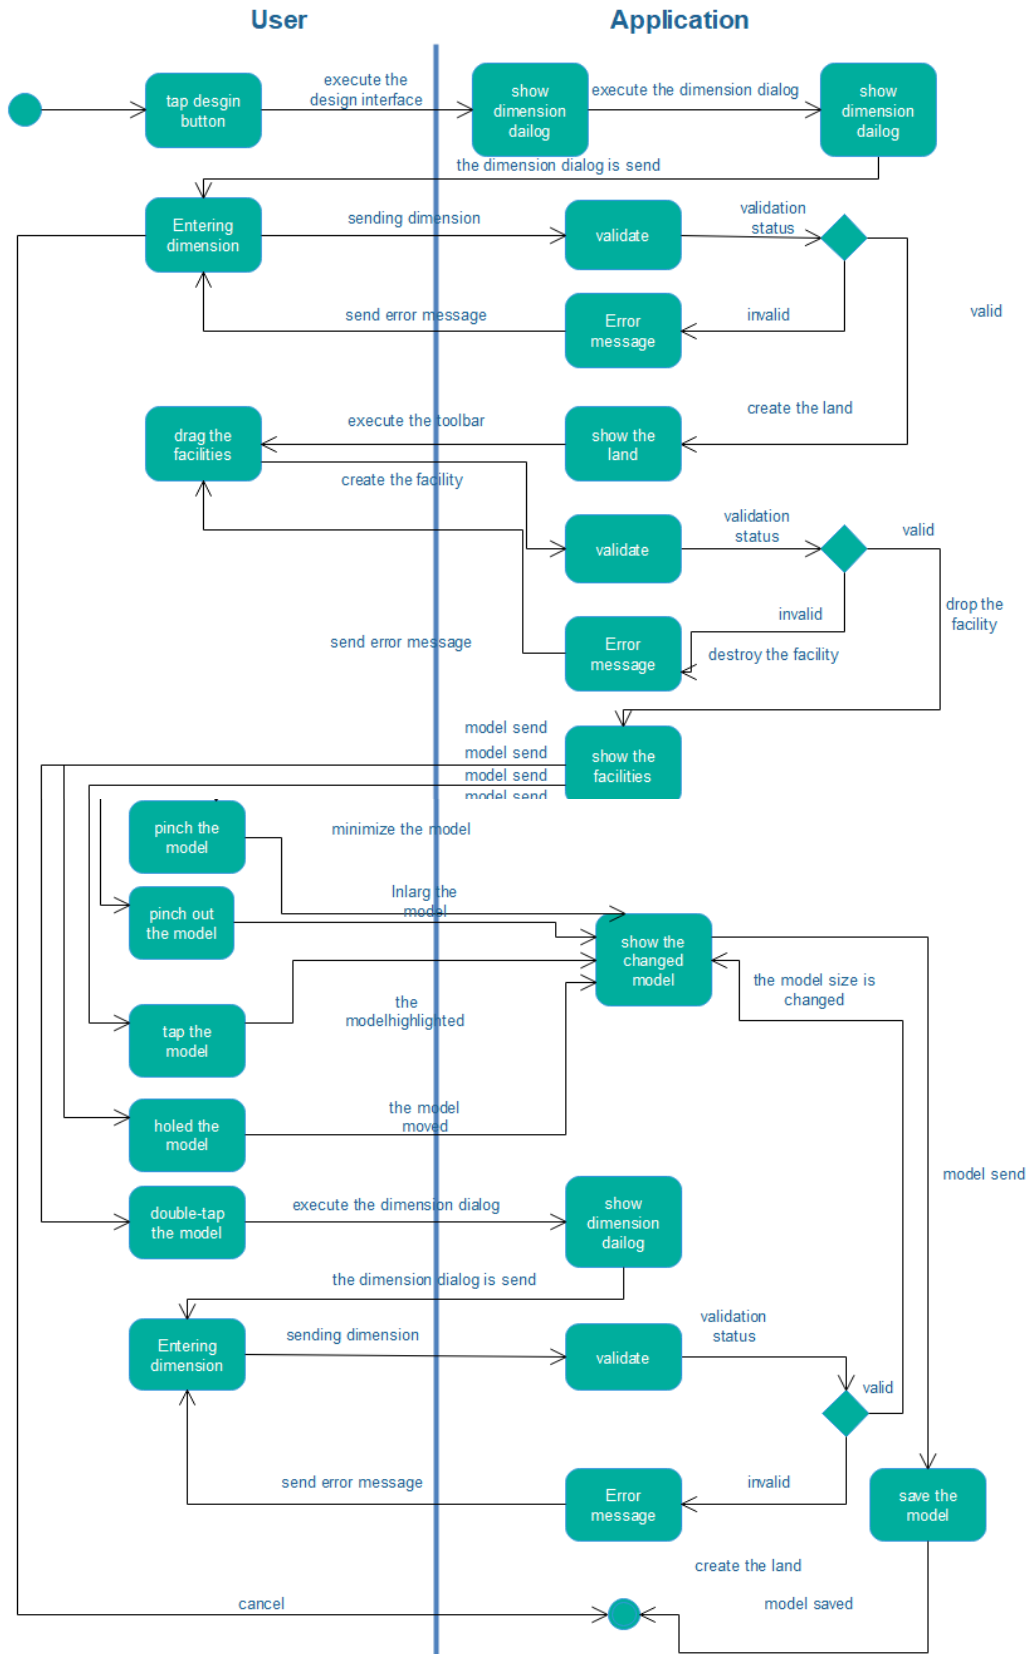 User
Application
tap desgin
button
execute the
design interface
show
dimension
dailog
execute the dimension dialog
show
dimension
dailog
the dimension dialog is send
Entering
dimension
sending dimension
validate
validation
status
valid
send error message
Error
message
invalid
create the land
drag the
facilities
execute the toolbar
show the
land
create the facility
validate
validation
status
valid
drop the
facility
invalid
send error message
Error
message
destroy the facility
model send
model send
model send
model send
show the
facilities
pinch the
model
minimize the model
pinch out
the model
Inlarg the
model
show the
changed
model
the model size is
changed
tap the
model
the
modelhighlighted
holed the
model
the model
moved
model send
double-tap
the model
execute the dimension dialog
show
dimension
dailog
the dimension dialog is send
Entering
dimension
sending dimension
validate
validation
status
valid
send error message
Error
message
invalid
save the
model
create the land
cancel
model saved